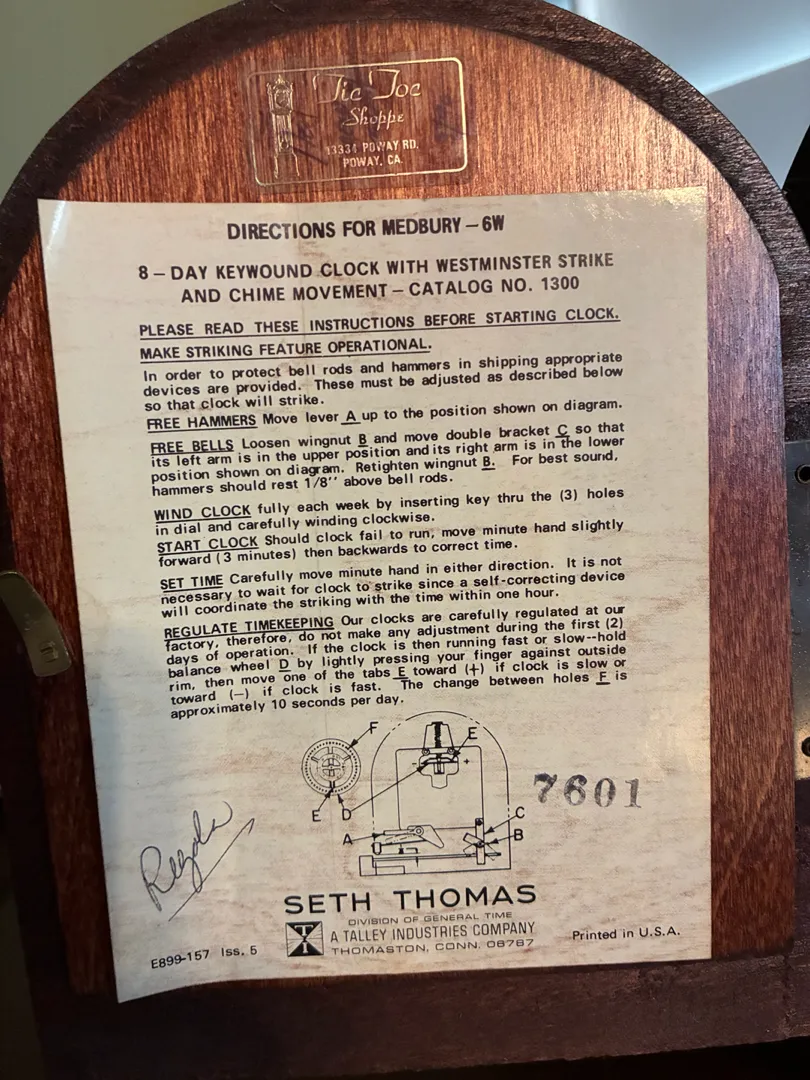 Tic Toc
Shoppe
13334 POWAY RD.
POWAY, CA.
DIRECTIONS FOR MEDBURY — 6W
8 — DAY KEYWOUND CLOCK WITH WESTMINSTER STRIKE
AND CHIME MOVEMENT — CATALOG NO. 1300
PLEASE READ THESE INSTRUCTIONS BEFORE STARTING CLOCK.
MAKE STRIKING FEATURE OPERATIONAL.
In order to protect bell rods and hammers in shipping appropriate
devices are provided. These must be adjusted as described below
so that clock will strike.
FREE HAMMERS Move lever A up to the position shown on diagram.
FREE BELLS Loosen wingnut B and move double bracket C so that
its left arm is in the upper position and its right arm is in the lower
position shown on diagram. Retighten wingnut B. For best sound,
hammers should rest 1/8'' above bell rods.
WIND CLOCK fully each week by inserting key thru the (3) holes
in dial and carefully winding clockwise.
START CLOCK Should clock fail to run, move minute hand slightly
forward (3 minutes) then backwards to correct time.
SET TIME Carefully move minute hand in either direction. It is not
necessary to wait for clock to strike since a self-correcting device
will coordinate the striking with the time within one hour.
REGULATE TIMEKEEPING Our clocks are carefully regulated at our
factory, therefore, do not make any adjustment during the first (2)
days of operation. If the clock is then running fast or slow--hold
balance wheel D by lightly pressing your finger against outside
rim, then move one of the tabs E toward (+) if clock is slow or
toward (—) if clock is fast. The change between holes F is
approximately 10 seconds per day.
F
E
- +
E D
7601
A
C
B
SETH THOMAS
DIVISION OF GENERAL TIME
A TALLEY INDUSTRIES COMPANY
THOMASTON, CONN. 06787
E899-157 Iss. 5
Printed in U.S.A.